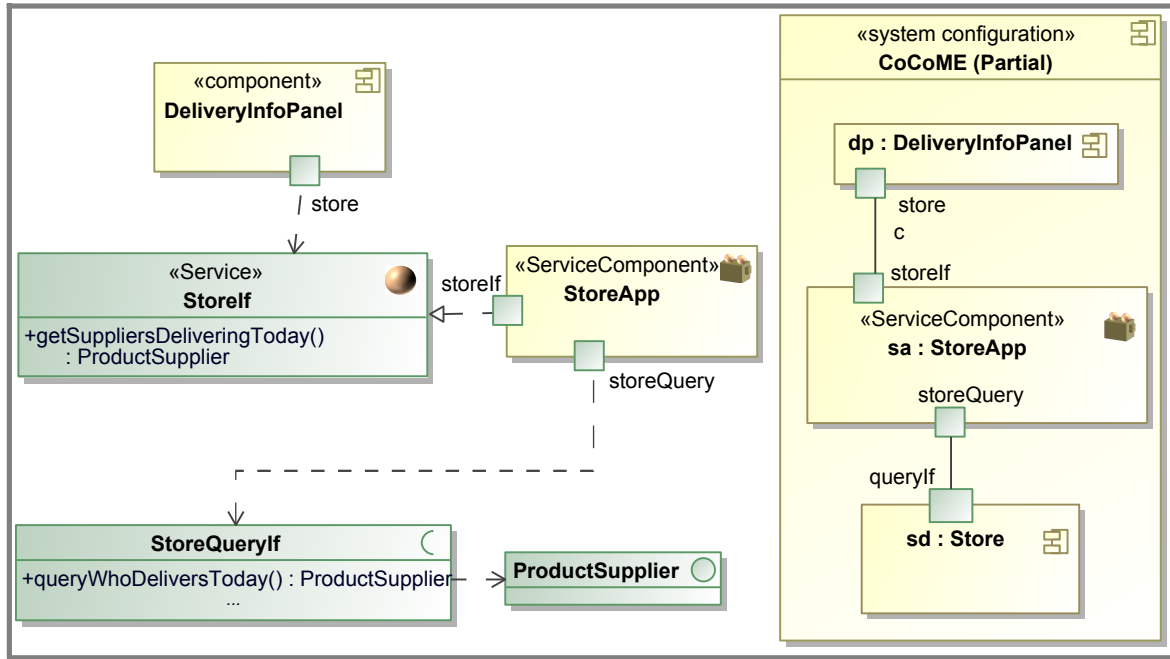 «component»
DeliveryInfoPanel
store
«Service»
StoreIf
+getSuppliersDeliveringToday()
: ProductSupplier
storeIf
«ServiceComponent»
StoreApp
storeQuery
StoreQueryIf
+queryWhoDeliversToday() : ProductSupplier
...
ProductSupplier
«system configuration»
CoCoME (Partial)
dp : DeliveryInfoPanel
store
c
storeIf
«ServiceComponent»
sa : StoreApp
storeQuery
queryIf
sd : Store